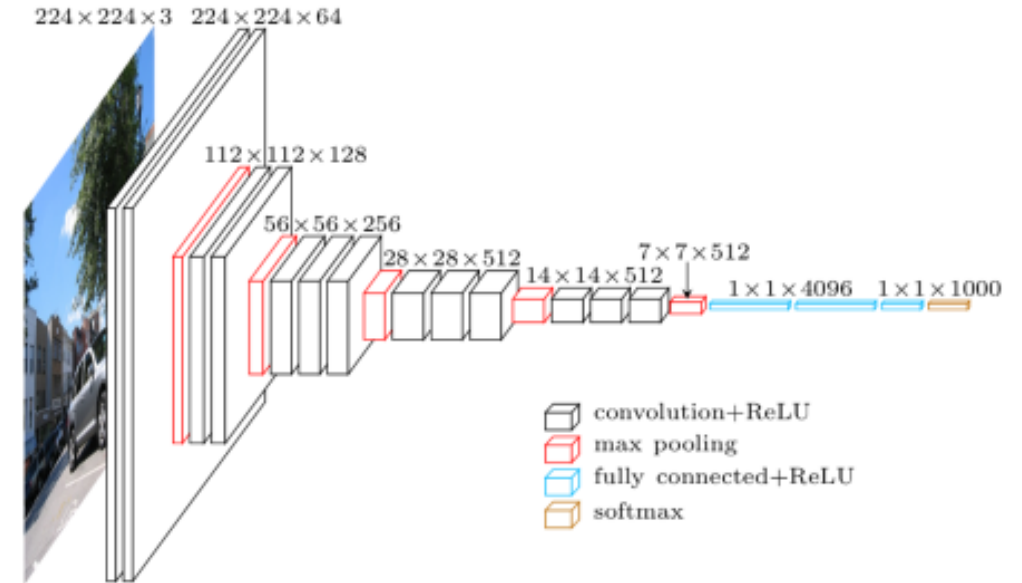 224×224×3
224×224×64
112×112×128
56×56×256
28×28×512
14×14×512
7×7×512
1×1×4096
1×1×1000
convolution+ReLU
max pooling
fully connected+ReLU
softmax